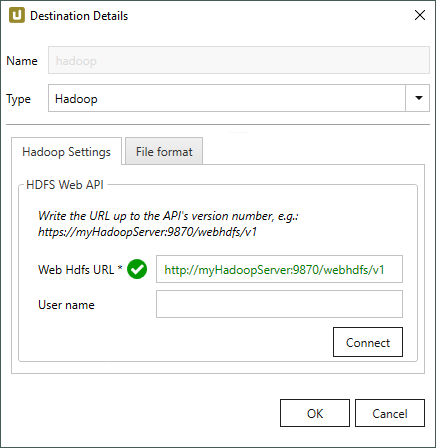 Destination Details
Name hadoop
Type Hadoop
Hadoop Settings File format
HDFS Web API
Write the URL up to the API's version number, e.g.:
https://myHadoopServer:9870/webhdfs/v1
Web Hdfs URL * http://myHadoopServer:9870/webhdfs/v1
User name
Connect
OK Cancel